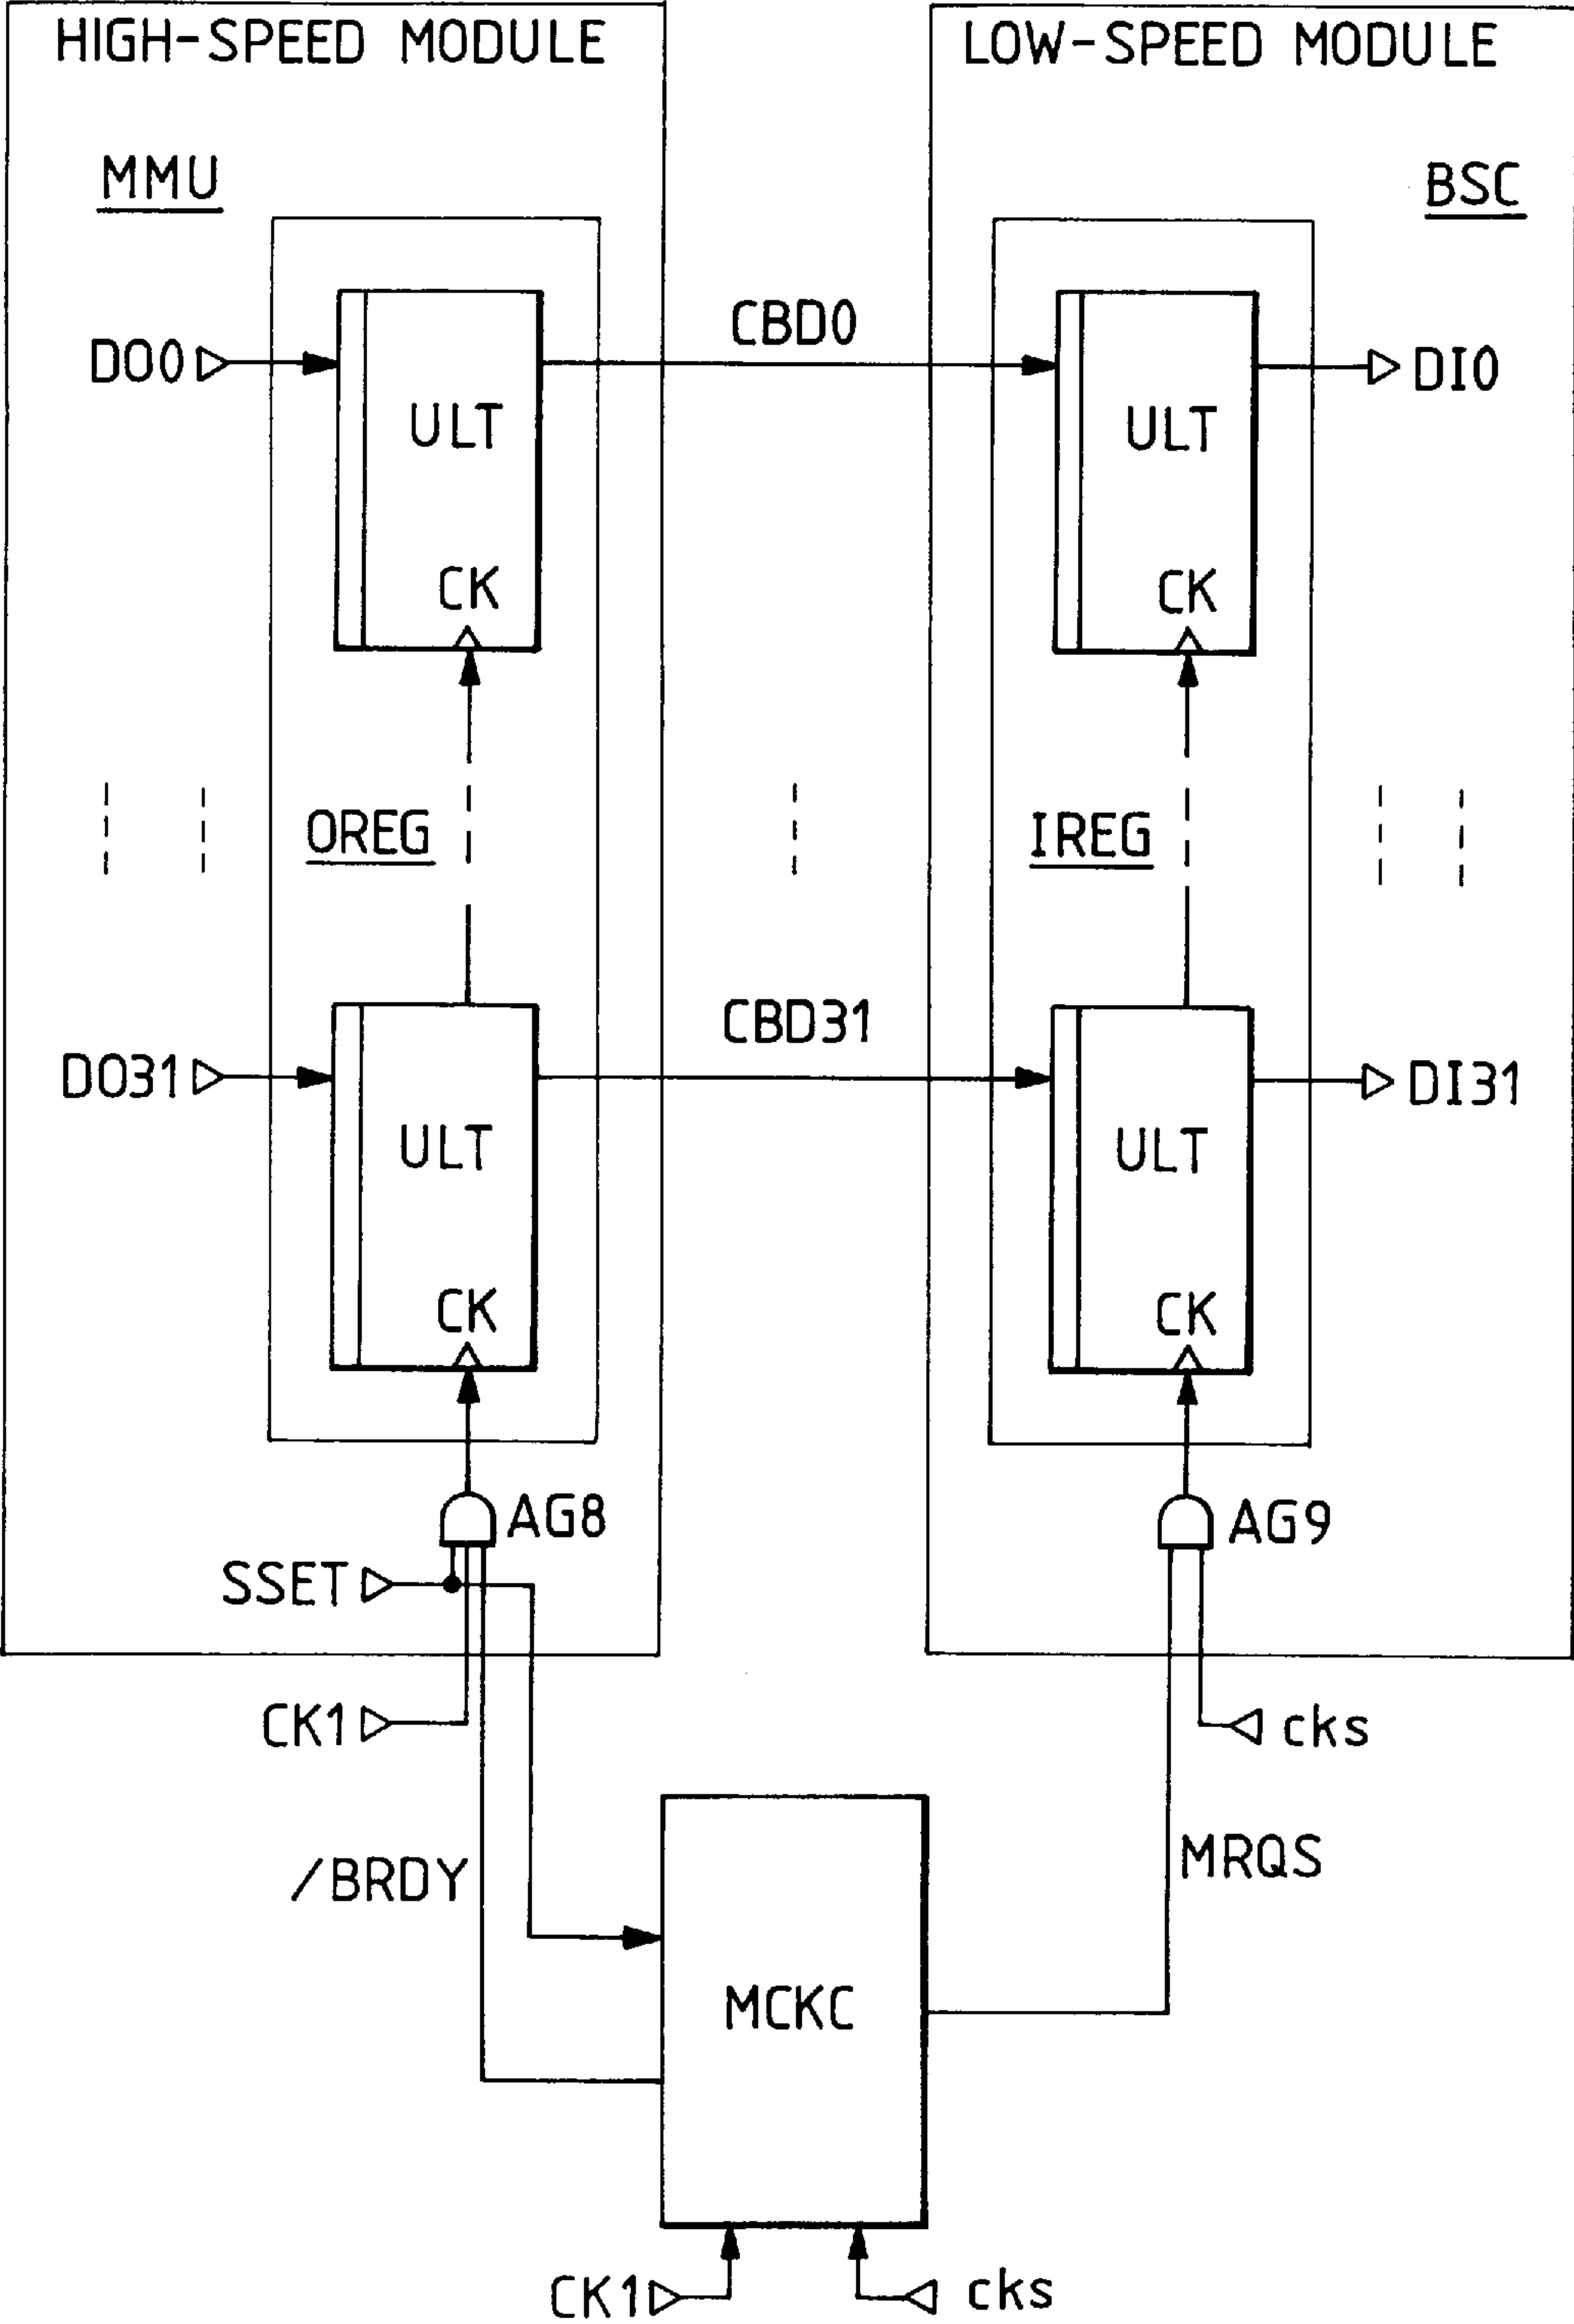 HIGH-SPEED MODULE
LOW-SPEED MODULE
MMU
BSC
DO0
ULT
CK
CBD0
ULT
CK
DI0
OREG
IREG
DO31
ULT
CK
CBD31
ULT
CK
DI31
AG8
AG9
SSET
CK1
cks
/BRDY
MRQS
MCKC
CK1
cks